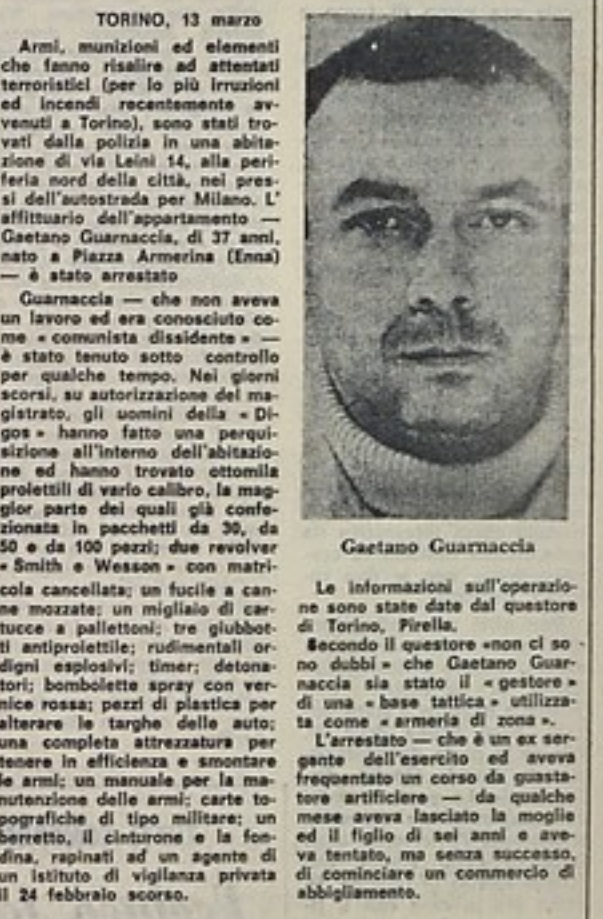 TORINO, 13 marzo
Armi, munizioni ed elementi
che fanno risalire ad attentati
terroristici (per lo più irruzioni
ed incendi recentemente av-
venuti a Torino), sono stati tro-
vati dalla polizia in una abita-
zione di via Leinì 14, alla peri-
feria nord della città, nei pres-
si dell'autostrada per Milano. L'
affittuario dell'appartamento —
Gaetano Guarnaccia, di 37 anni,
nato a Piazza Armerina (Enna)
— è stato arrestato
Guarnaccia — che non aveva
un lavoro ed era conosciuto co-
me « comunista dissidente » —
è stato tenuto sotto controllo
per qualche tempo. Nei giorni
scorsi, su autorizzazione del ma-
gistrato, gli uomini della « Di-
gos » hanno fatto una perqui-
sizione all'interno dell'abitazio-
ne ed hanno trovato ottomila
proiettili di vario calibro, la mag-
gior parte dei quali già confe-
zionata in pacchetti da 30, da
50 e da 100 pezzi; due revolver
« Smith e Wesson » con matri-
cola cancellata; un fucile a can-
ne mozzate; un migliaio di car-
tucce a pallettoni; tre giubbot-
ti antiproiettile; rudimentali or-
digni esplosivi; timer; detona-
tori; bombolette spray con ver-
nice rossa; pezzi di plastica per
alterare le targhe delle auto;
una completa attrezzatura per
tenere in efficienza e smontare
le armi; un manuale per la ma-
nutenzione delle armi; carte to-
pografiche di tipo militare; un
berretto, il cinturone e la fon-
dina, rapinati ad un agente di
un istituto di vigilanza privata
il 24 febbraio scorso.
Gaetano Guarnaccia
Le informazioni sull'operazio-
ne sono state date dal questore
di Torino, Pirella.
Secondo il questore «non ci so
no dubbi » che Gaetano Guar-
naccia sia stato il « gestore »
di una « base tattica » utilizza-
ta come « armeria di zona ».
L'arrestato — che è un ex ser-
gente dell'esercito ed aveva
frequentato un corso da guasta-
tore artificiere — da qualche
mese aveva lasciato la moglie
ed il figlio di sei anni e ave-
va tentato, ma senza successo,
di cominciare un commercio di
abbigliamento.